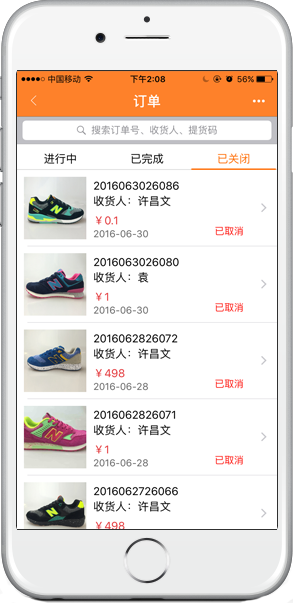 中国移动 下午2:08 56%
订单
搜索订单号、收货人、提货码
进行中 已完成 已关闭
2016063026086
收货人：许昌文
￥0.1
2016-06-30 已取消
2016063026080
收货人：袁
￥1
2016-06-30 已取消
2016062826072
收货人：许昌文
￥498
2016-06-28 已取消
2016062826071
收货人：许昌文
￥1
2016-06-28 已取消
2016062726066
收货人：许昌文
￥498